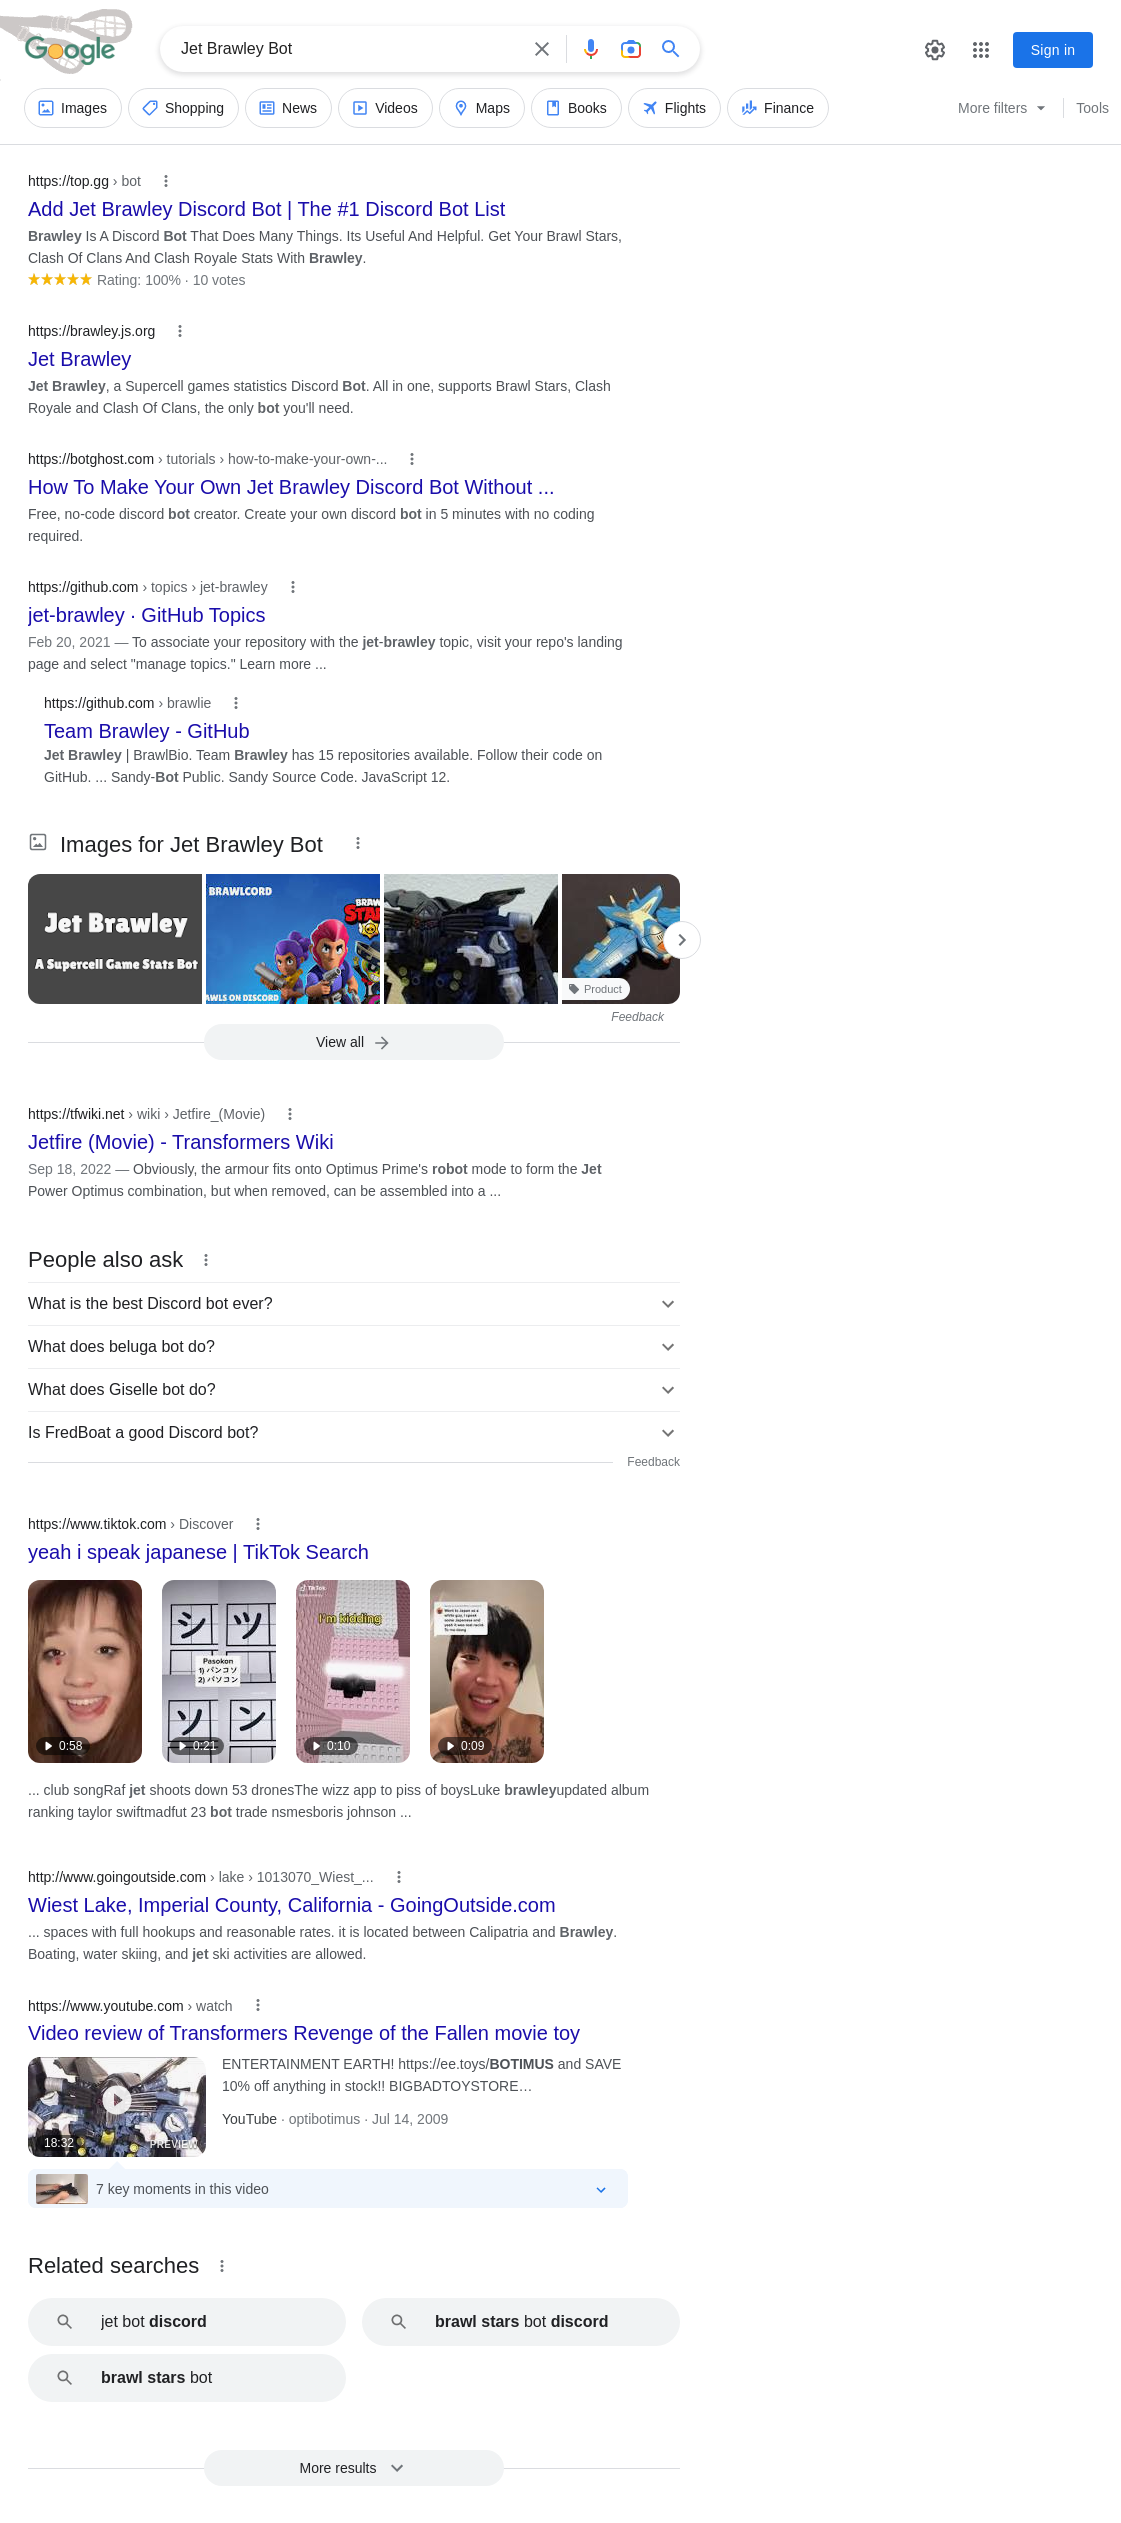 Google
Jet Brawley Bot
Sign in
Images
Shopping
News
Videos
Maps
Books
Flights
Finance
More filters
Tools
https://top.gg › bot
Add Jet Brawley Discord Bot | The #1 Discord Bot List
Brawley Is A Discord Bot That Does Many Things. Its Useful And Helpful. Get Your Brawl Stars,
Clash Of Clans And Clash Royale Stats With Brawley.
Rating: 100% · 10 votes
https://brawley.js.org
Jet Brawley
Jet Brawley, a Supercell games statistics Discord Bot. All in one, supports Brawl Stars, Clash
Royale and Clash Of Clans, the only bot you'll need.
https://botghost.com › tutorials › how-to-make-your-own-...
How To Make Your Own Jet Brawley Discord Bot Without ...
Free, no-code discord bot creator. Create your own discord bot in 5 minutes with no coding
required.
https://github.com › topics › jet-brawley
jet-brawley · GitHub Topics
Feb 20, 2021 — To associate your repository with the jet-brawley topic, visit your repo's landing
page and select "manage topics." Learn more ...
https://github.com › brawlie
Team Brawley - GitHub
Jet Brawley | BrawlBio. Team Brawley has 15 repositories available. Follow their code on
GitHub. ... Sandy-Bot Public. Sandy Source Code. JavaScript 12.
Images for Jet Brawley Bot
Jet Brawley
A Supercell Game Stats Bot
BRAWLCORD
BRAW
STA
AWLS ON DISCORD
Product
Feedback
View all
https://tfwiki.net › wiki › Jetfire_(Movie)
Jetfire (Movie) - Transformers Wiki
Sep 18, 2022 — Obviously, the armour fits onto Optimus Prime's robot mode to form the Jet
Power Optimus combination, but when removed, can be assembled into a ...
People also ask
What is the best Discord bot ever?
What does beluga bot do?
What does Giselle bot do?
Is FredBoat a good Discord bot?
Feedback
https://www.tiktok.com › Discover
yeah i speak japanese | TikTok Search
0:58
シ ツ
Pasokon
1) パンコソ
2) パソコン
ソ ン
0:21
TikTok
I'm kidding
0:10
0:09
... club songRaf jet shoots down 53 dronesThe wizz app to piss of boysLuke brawleyupdated album
ranking taylor swiftmadfut 23 bot trade nsmesboris johnson ...
http://www.goingoutside.com › lake › 1013070_Wiest_...
Wiest Lake, Imperial County, California - GoingOutside.com
... spaces with full hookups and reasonable rates. it is located between Calipatria and Brawley.
Boating, water skiing, and jet ski activities are allowed.
https://www.youtube.com › watch
Video review of Transformers Revenge of the Fallen movie toy
ENTERTAINMENT EARTH! https://ee.toys/BOTIMUS and SAVE
10% off anything in stock!! BIGBADTOYSTORE…
YouTube · optibotimus · Jul 14, 2009
18:32
PREVIEW
7 key moments in this video
Related searches
jet bot discord
brawl stars bot discord
brawl stars bot
More results